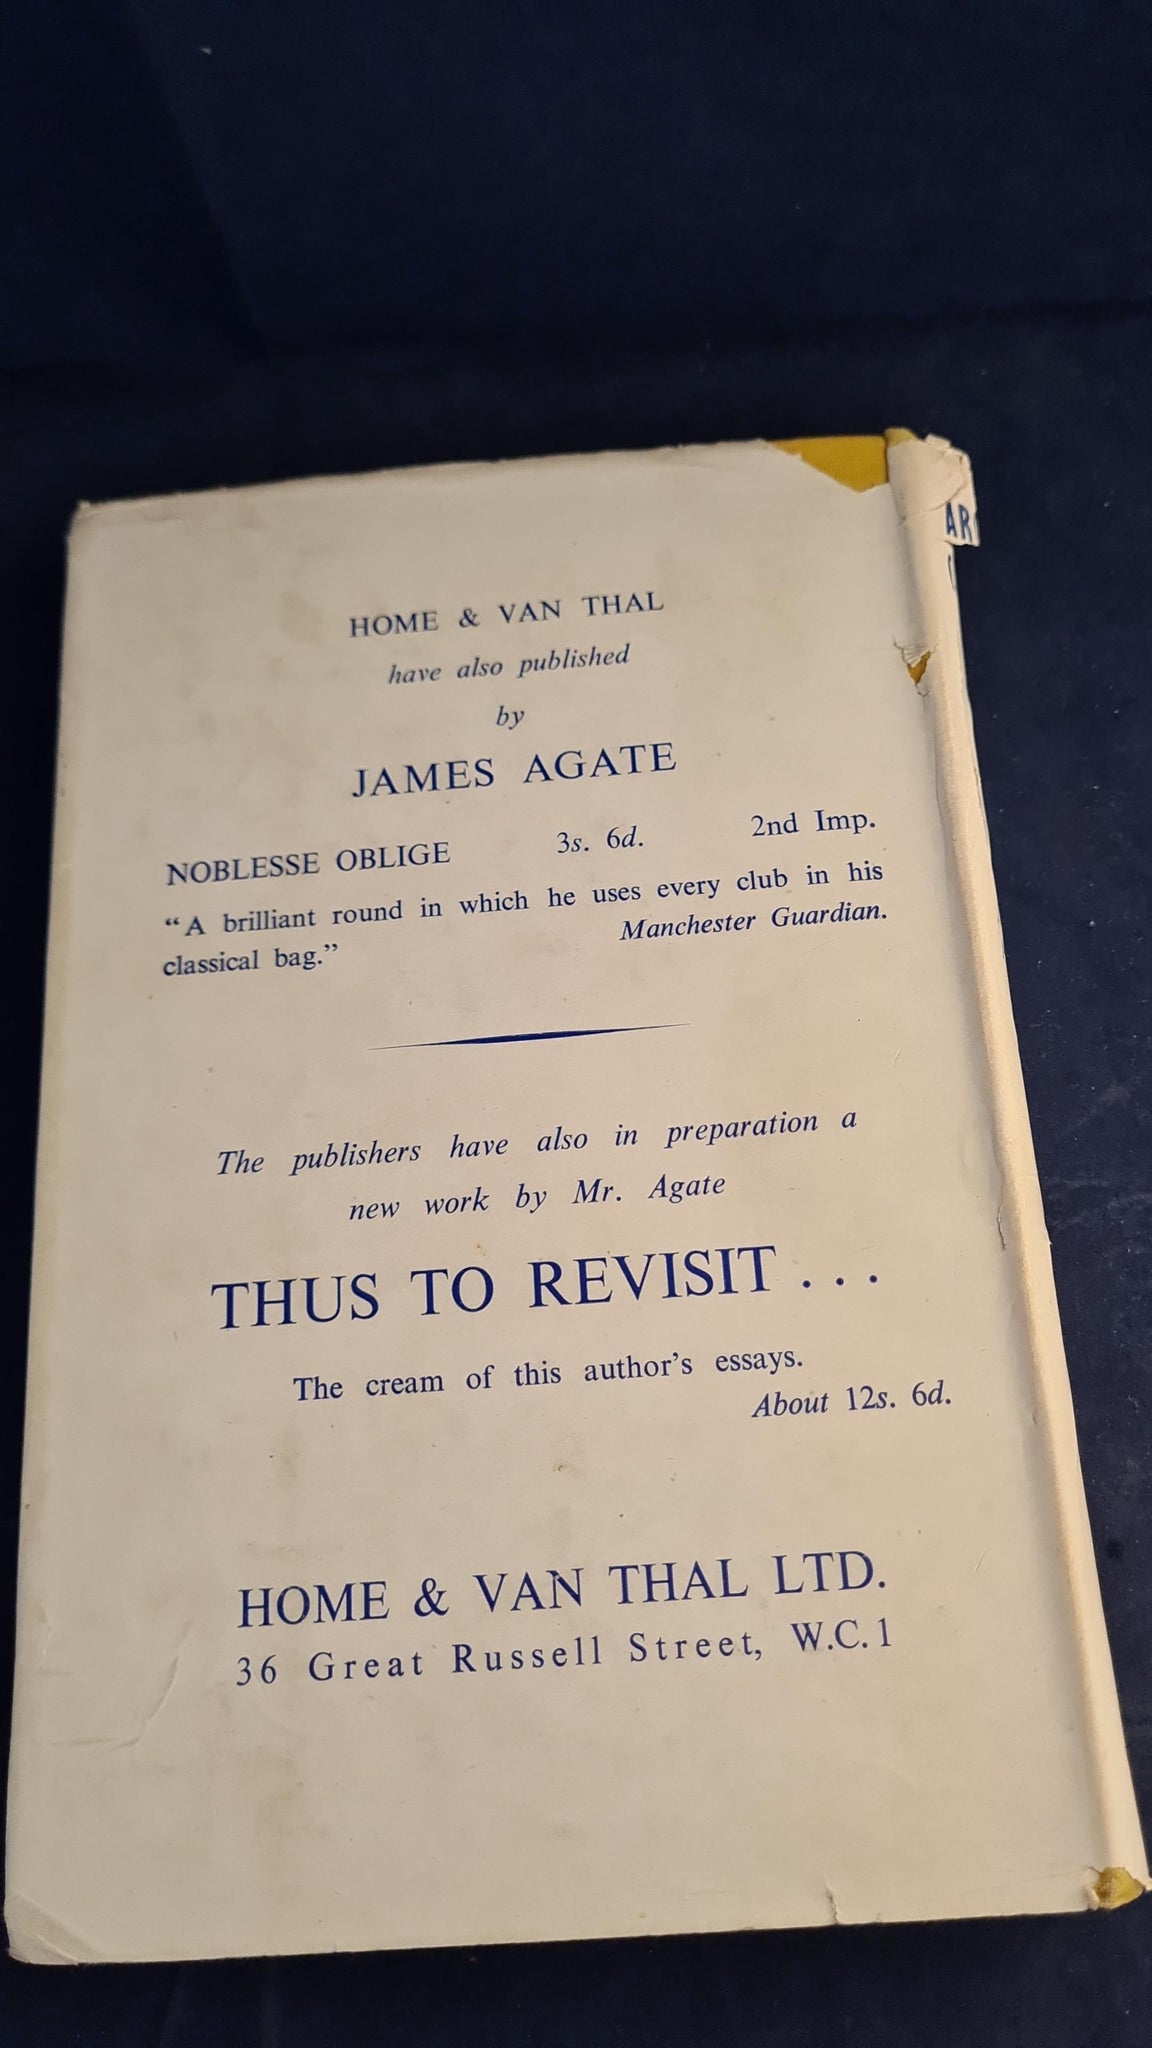 HOME & VAN THAL
have also published
by
JAMES AGATE
NOBLESSE OBLIGE 3s. 6d. 2nd Imp.
“A brilliant round in which he uses every club in his
classical bag.” Manchester Guardian.
The publishers have also in preparation a
new work by Mr. Agate
THUS TO REVISIT . . .
The cream of this author’s essays.
About 12s. 6d.
HOME & VAN THAL LTD.
36 Great Russell Street, W.C.1